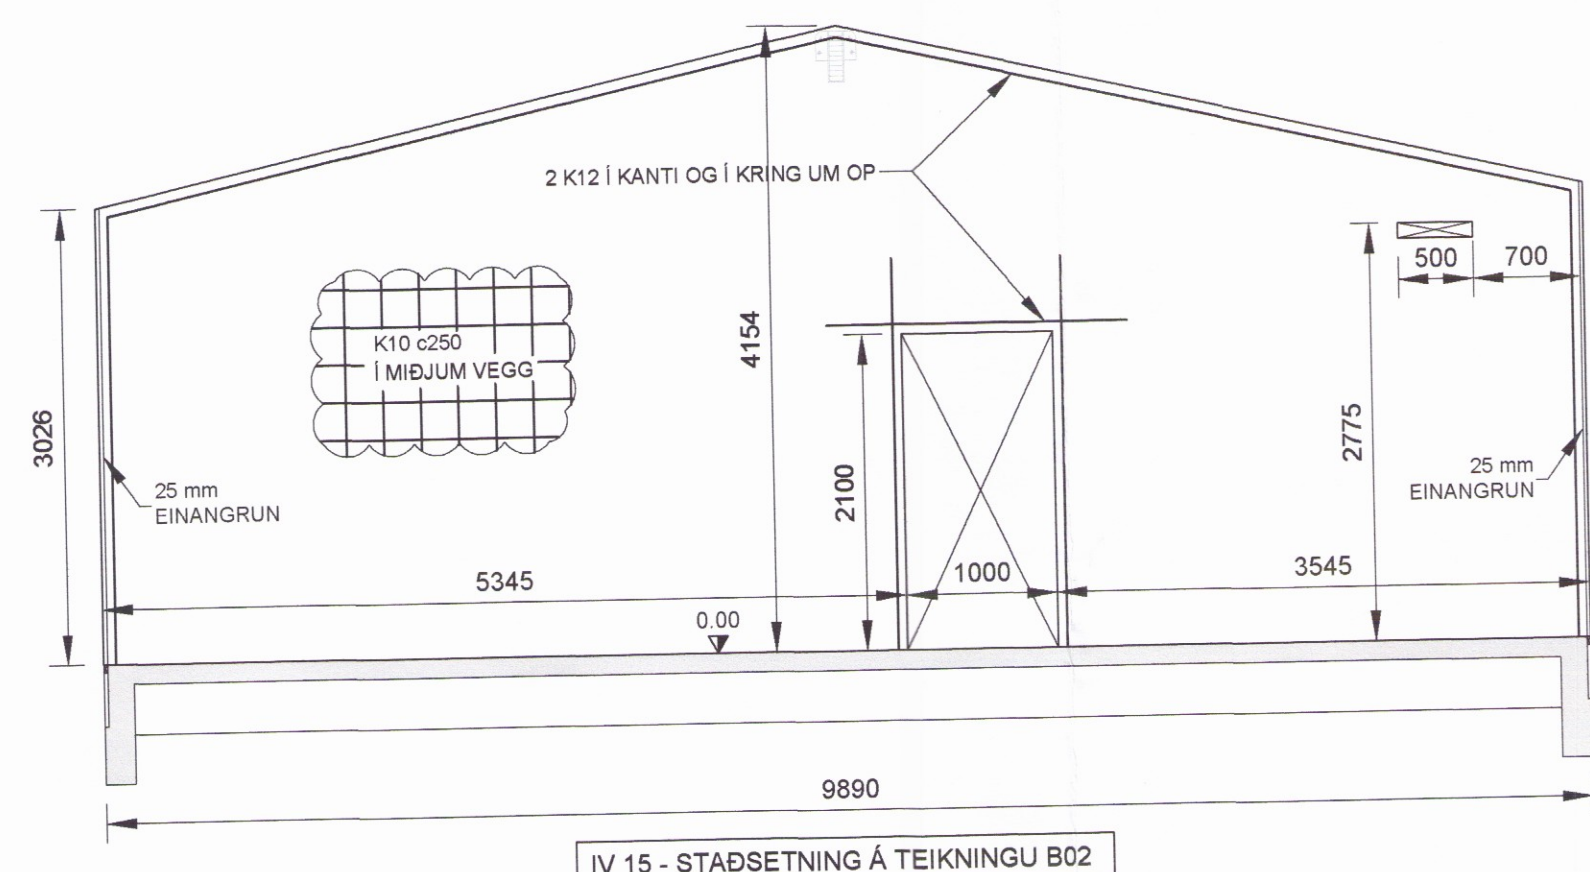 2 K12 Í KANTI OG Í KRING UM OP
500
700
K10 c250
Í MIÐJUM VEGG
4154
3026
2775
2100
25 mm
EINANGRUN
25 mm
EINANGRUN
5345
1000
3545
0.00
9890
IV 15 - STAÐSETNING Á TEIKNINGU B02